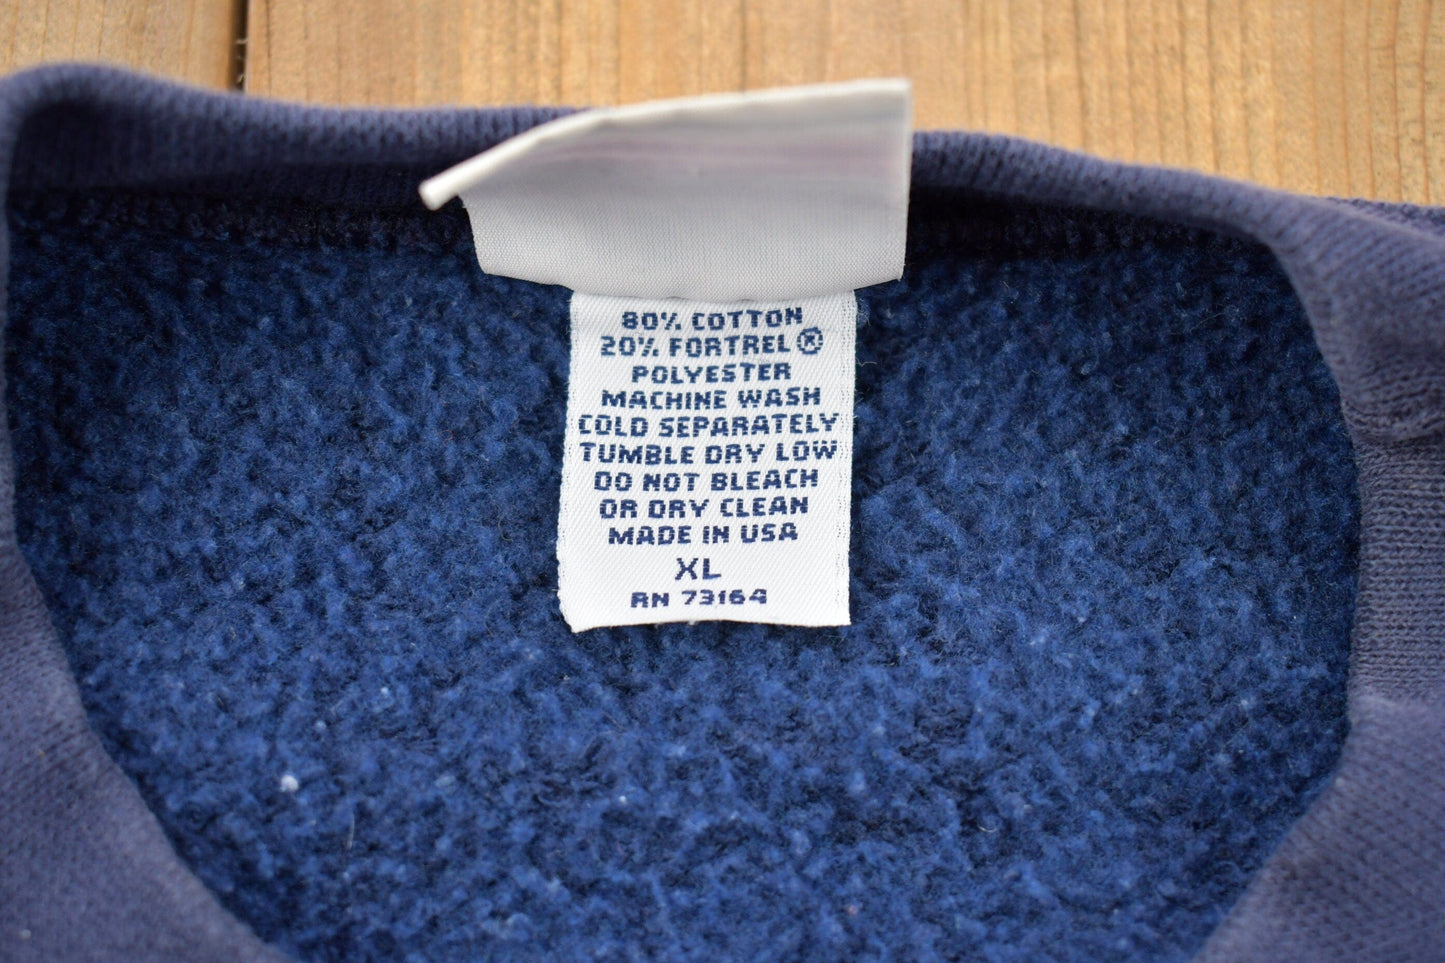 80% COTTON
20% FORTREL®
POLYESTER
MACHINE WASH
COLD SEPARATELY
TUMBLE DRY LOW
DO NOT BLEACH
OR DRY CLEAN
MADE IN USA
XL
RN 73164